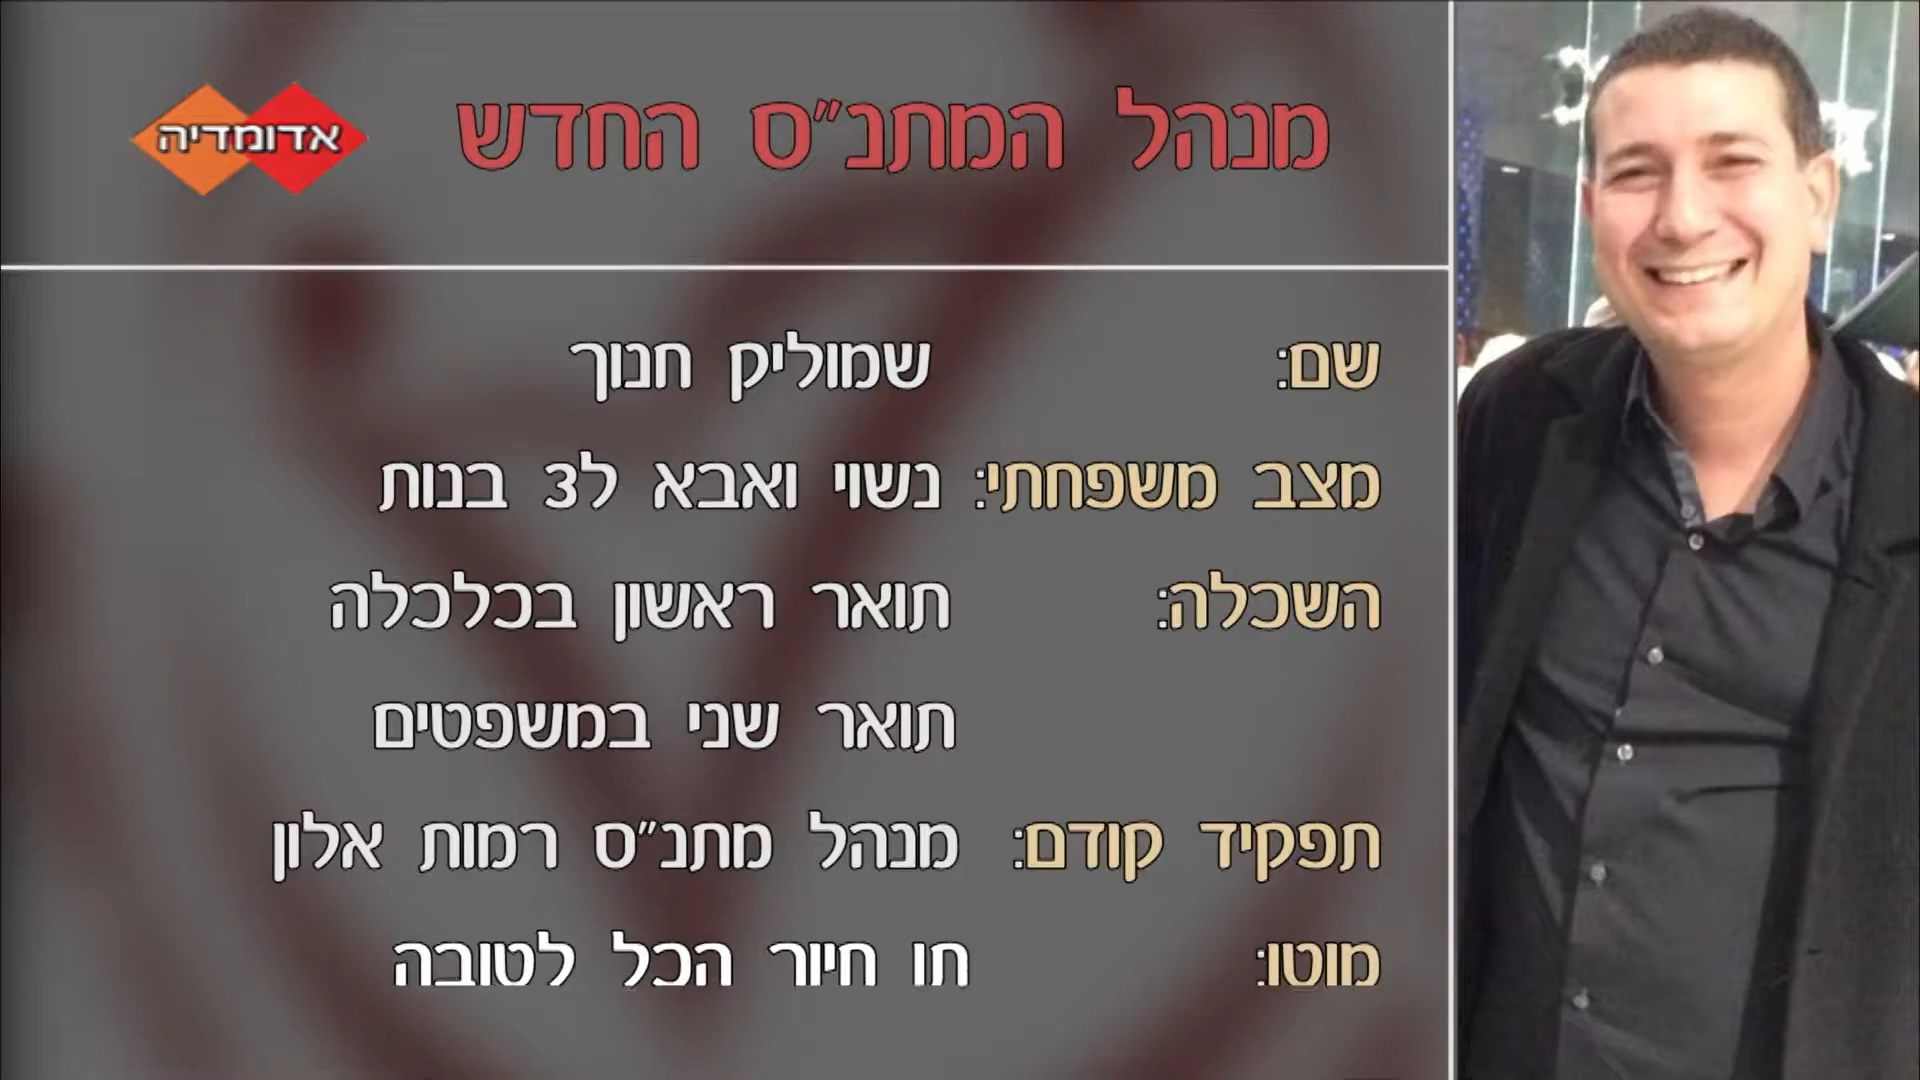 מנהל המתנ"ס החדש
אדומדיה
שם: שמוליק חנוך
מצב משפחתי: נשוי ואבא ל3 בנות
השכלה: תואר ראשון בכלכלה
תואר שני במשפטים
תפקיד קודם: מנהל מתנ"ס רמות אלון
מוטו: חו חיור הכל לטובה